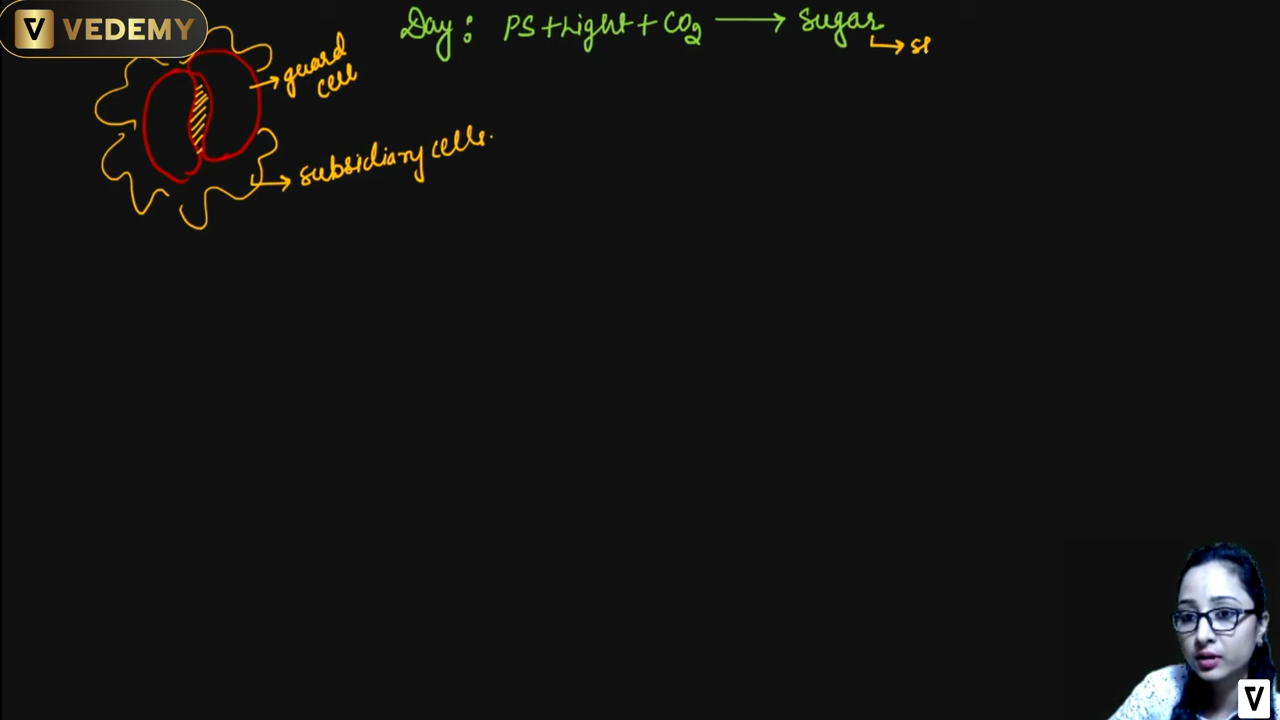 VEDEMY
Day: PS + Light + CO2 → Sugar
guard
cell
subsidiary cells.